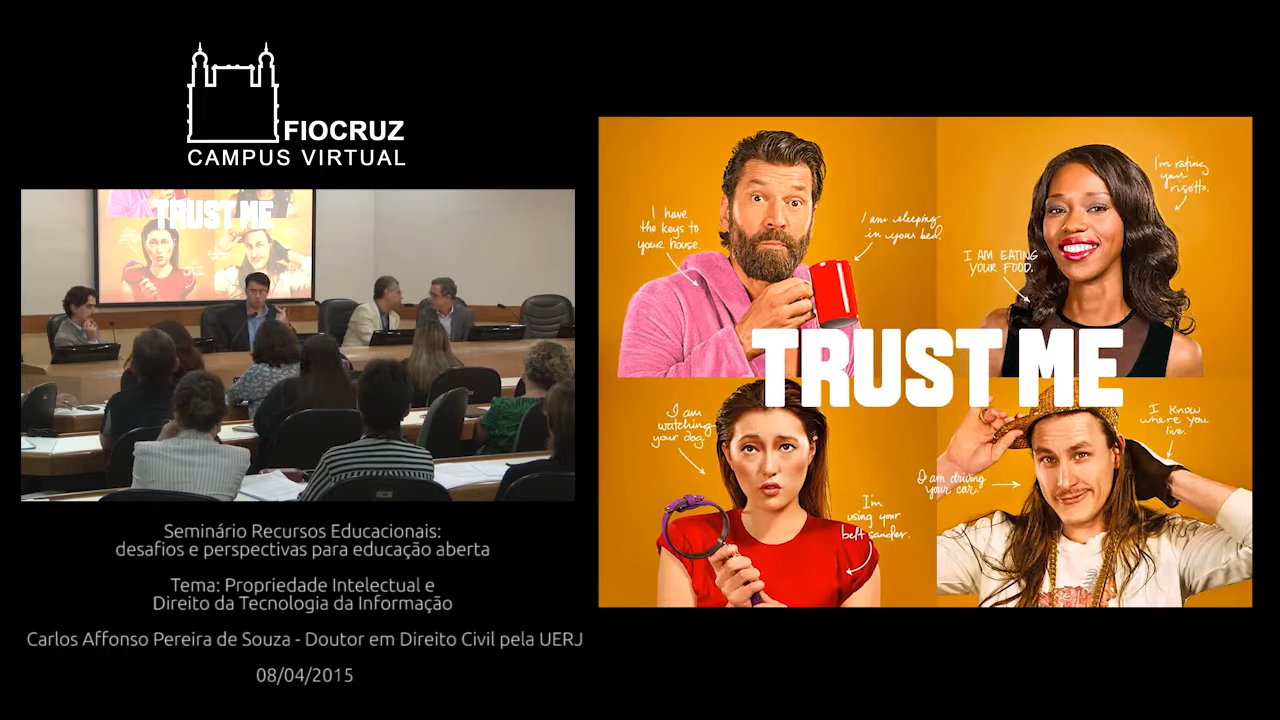 FIOCRUZ
CAMPUS VIRTUAL
TRUST ME
Seminário Recursos Educacionais:
desafios e perspectivas para educação aberta
Tema: Propriedade Intelectual e
Direito da Tecnologia da Informação
Carlos Affonso Pereira de Souza - Doutor em Direito Civil pela UERJ
08/04/2015
I have
the keys to
your house.
I am sleeping
in your bed.
I'm rating
your
risotto.
I AM EATING
YOUR FOOD.
TRUST ME
I am
watching
your dog.
I'm
using your
belt sander.
I am driving
your car.
I know
where you
live.